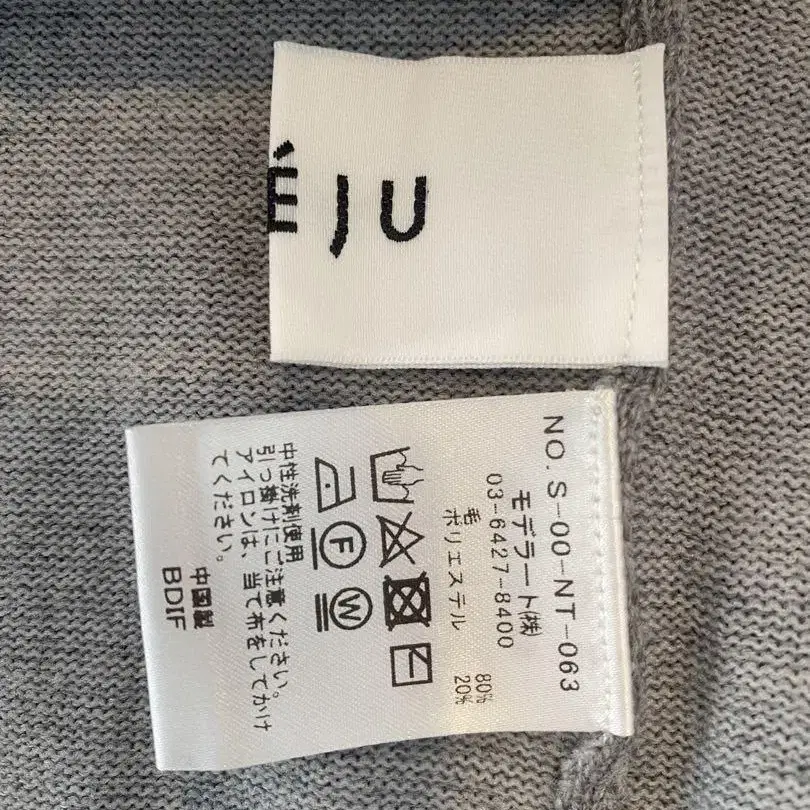 ÉJU
NO. S-00-NT-063
モデラート(株)
03-6427-8400
毛 80%
ポリエステル 20%
F
W
中性洗剤使用
引っ掛けにご注意ください。
アイロンは、当て布をしてかけ
てください。
中国製
BDIF